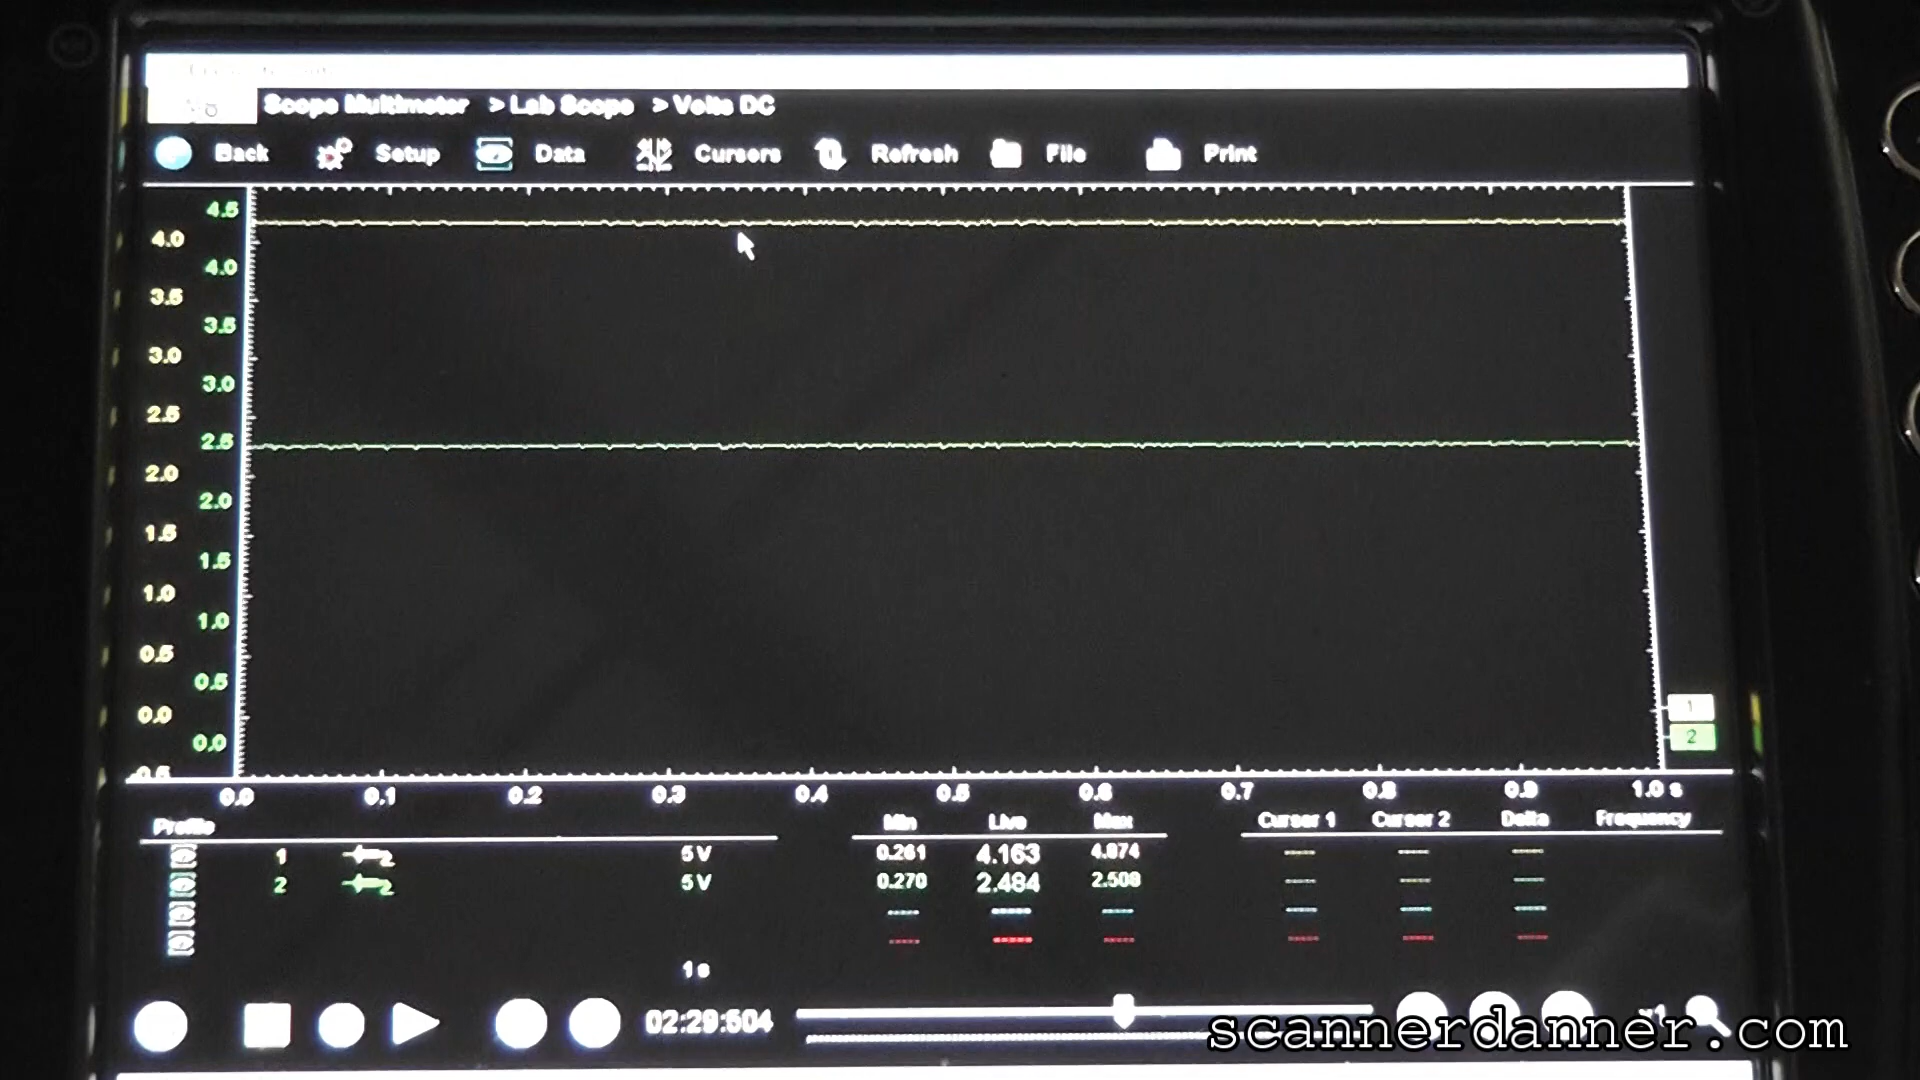 Scope Multimeter > Lab Scope > Volts DC
Back Setup Data Cursors Refresh File Print
4.5
4.0
4.0
3.5
3.5
3.0
3.0
2.5
2.5
2.0
2.0
1.5
1.5
1.0
1.0
0.5
0.5
0.0
0.0
-0.5
0.0 0.1 0.2 0.3 0.4 0.5 0.6 0.7 0.8 0.9 1.0 s
1
2
Profile Min Live Max Cursor 1 Cursor 2 Delta Frequency
1 5 V 0.261 4.163 4.874
2 5 V 0.270 2.484 2.508
1 s
02:29:504 x1
scannerdanner.com